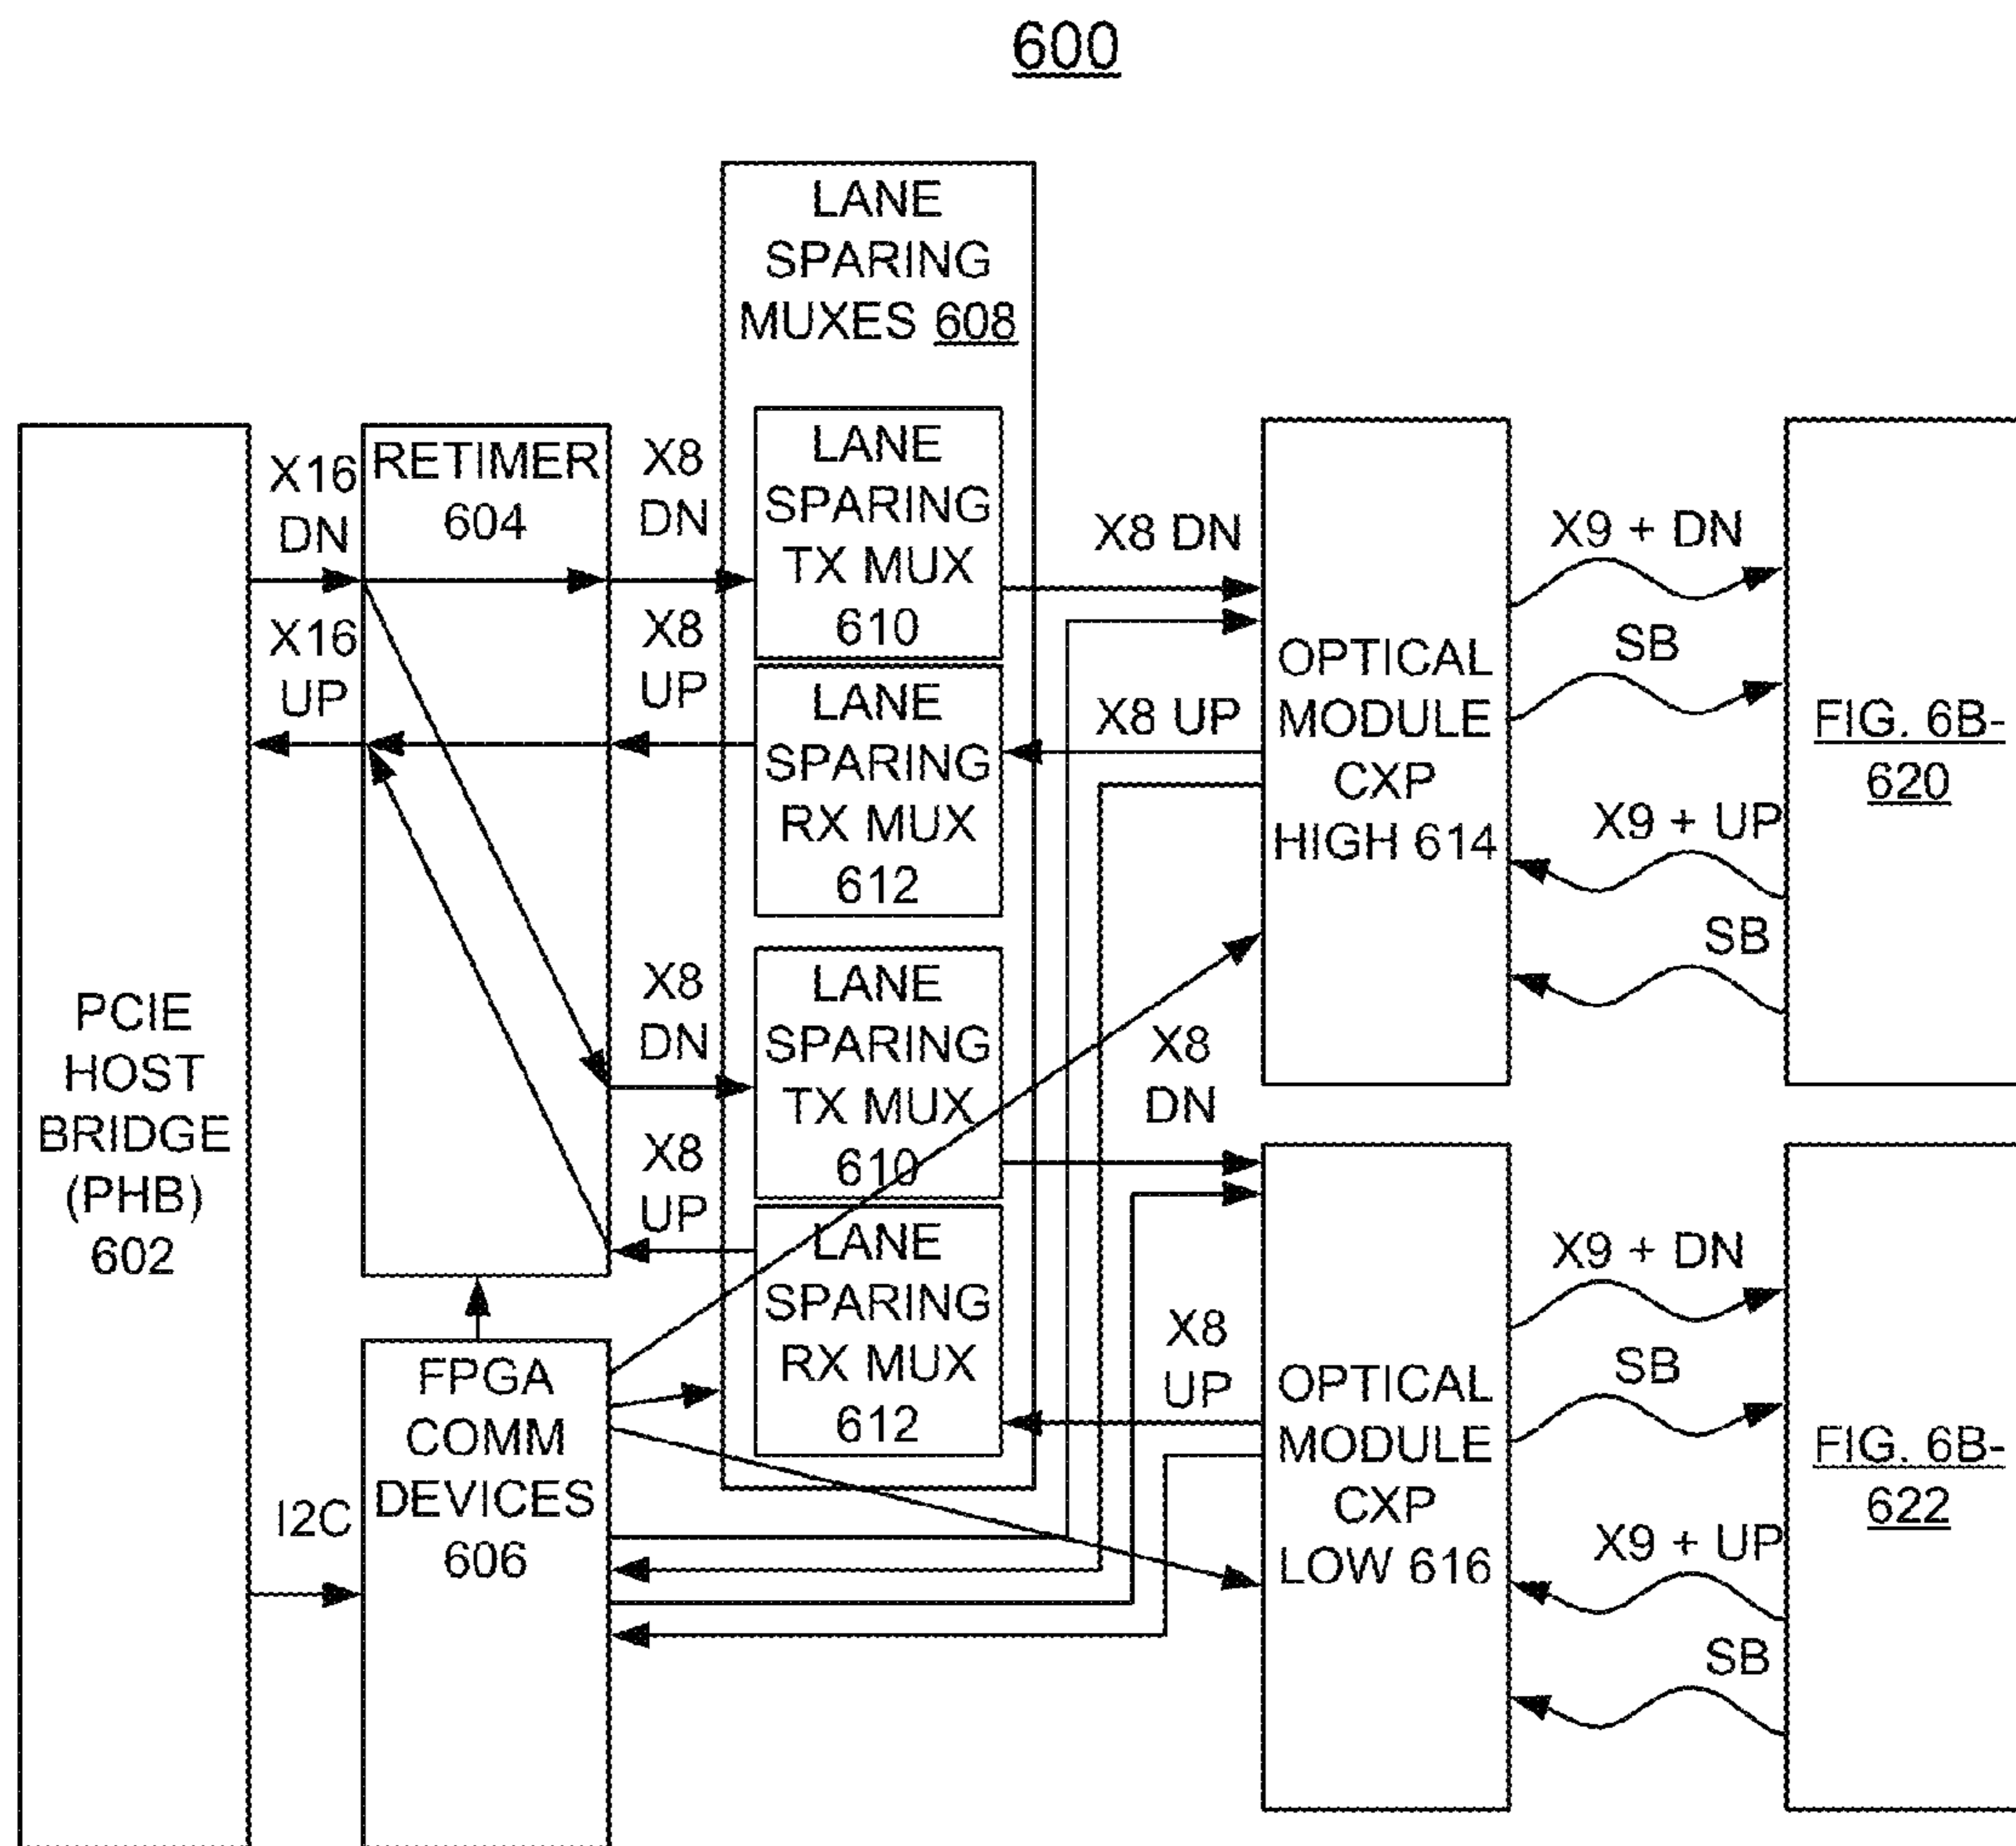 600
LANE
SPARING
MUXES 608
X16
DN
X16
UP
RETIMER
604
X8
DN
X8
UP
LANE
SPARING
TX MUX
610
LANE
SPARING
RX MUX
612
X8 DN
X8 UP
OPTICAL
MODULE
CXP
HIGH 614
X9 + DN
SB
X9 + UP
SB
FIG. 6B-
620
PCIE
HOST
BRIDGE
(PHB)
602
X8
DN
X8
UP
LANE
SPARING
TX MUX
610
LANE
SPARING
RX MUX
612
X8
DN
X8
UP
OPTICAL
MODULE
CXP
LOW 616
X9 + DN
SB
X9 + UP
SB
FIG. 6B-
622
I2C
FPGA
COMM
DEVICES
606